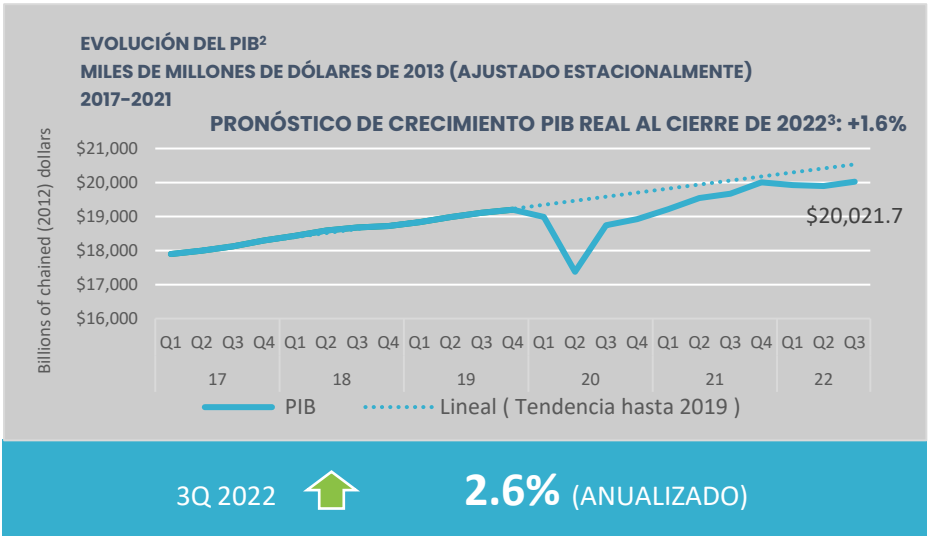 EVOLUCIÓN DEL PIB²
MILES DE MILLONES DE DÓLARES DE 2013 (AJUSTADO ESTACIONALMENTE)
2017-2021
PRONÓSTICO DE CRECIMIENTO PIB REAL AL CIERRE DE 2022³: +1.6%
Billions of chained (2012) dollars
$21,000
$20,000
$19,000
$18,000
$17,000
$16,000
$20,021.7
Q1 Q2 Q3 Q4 Q1 Q2 Q3 Q4 Q1 Q2 Q3 Q4 Q1 Q2 Q3 Q4 Q1 Q2 Q3 Q4 Q1 Q2 Q3
17 18 19 20 21 22
PIB Lineal ( Tendencia hasta 2019 )
3Q 2022 2.6% (ANUALIZADO)